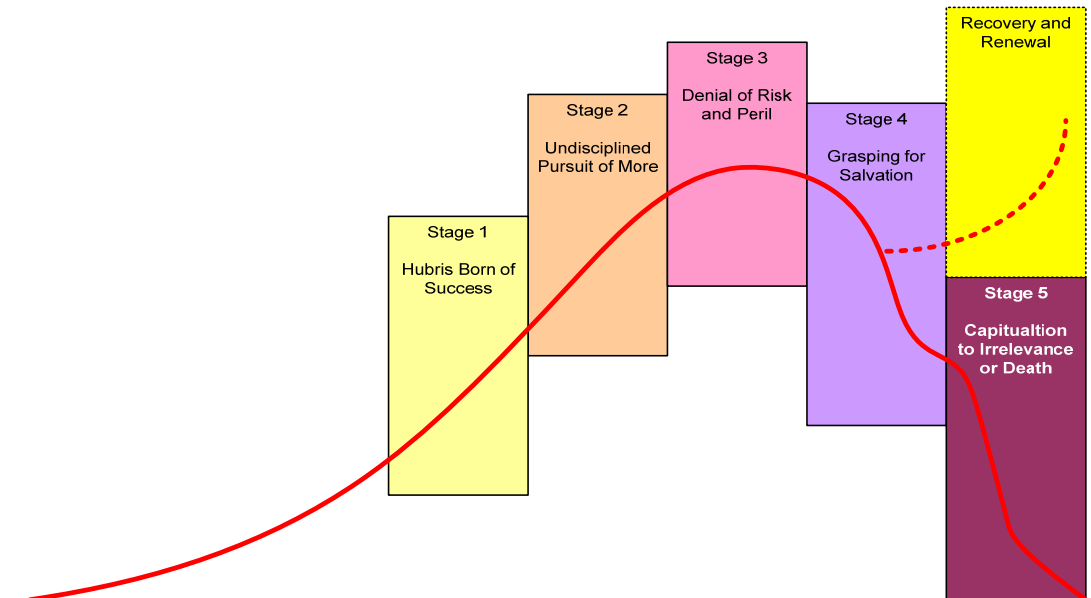 Stage 1
Hubris Born of
Success
Stage 2
Undisciplined
Pursuit of More
Stage 3
Denial of Risk
and Peril
Stage 4
Grasping for
Salvation
Recovery and
Renewal
Stage 5
Capitualtion
to Irrelevance
or Death